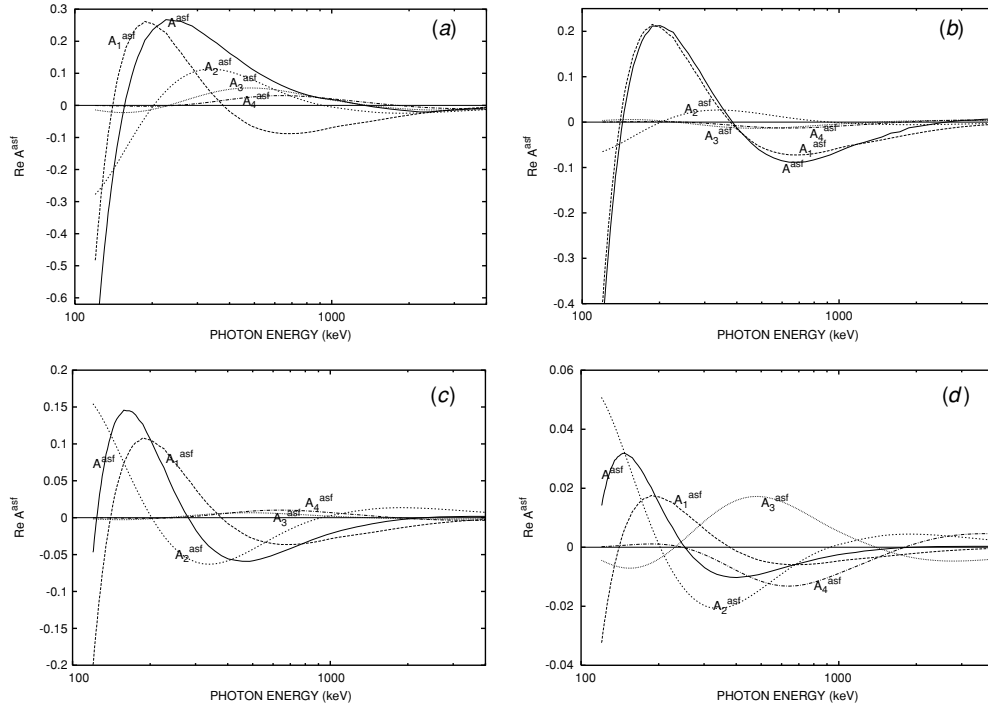 (a)
0.3
0.2
0.1
0
-0.1
-0.2
-0.3
-0.4
-0.5
-0.6
Re A^asf
A_1^asf
A^asf
A_2^asf
A_3^asf
A_4^asf
100
1000
PHOTON ENERGY (keV)
(b)
0.2
0.1
0
-0.1
-0.2
-0.3
-0.4
Re A^asf
A_2^asf
A_3^asf
A_4^asf
A_1^asf
A^asf
100
1000
PHOTON ENERGY (keV)
(c)
0.2
0.15
0.1
0.05
0
-0.05
-0.1
-0.15
-0.2
Re A^asf
A^asf
A_1^asf
A_4^asf
A_3^asf
A_2^asf
100
1000
PHOTON ENERGY (keV)
(d)
0.06
0.04
0.02
0
-0.02
-0.04
Re A^asf
A^asf
A_1^asf
A_3^asf
A_4^asf
A_2^asf
100
1000
PHOTON ENERGY (keV)